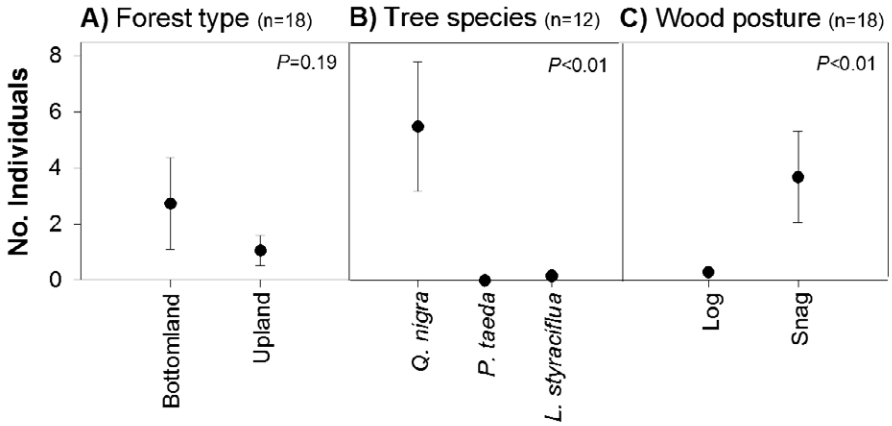 A) Forest type (n=18)
B) Tree species (n=12)
C) Wood posture (n=18)
P=0.19
P<0.01
P<0.01
No. Individuals
8
6
4
2
0
Bottomland
Upland
Q. nigra
P. taeda
L. styraciflua
Log
Snag